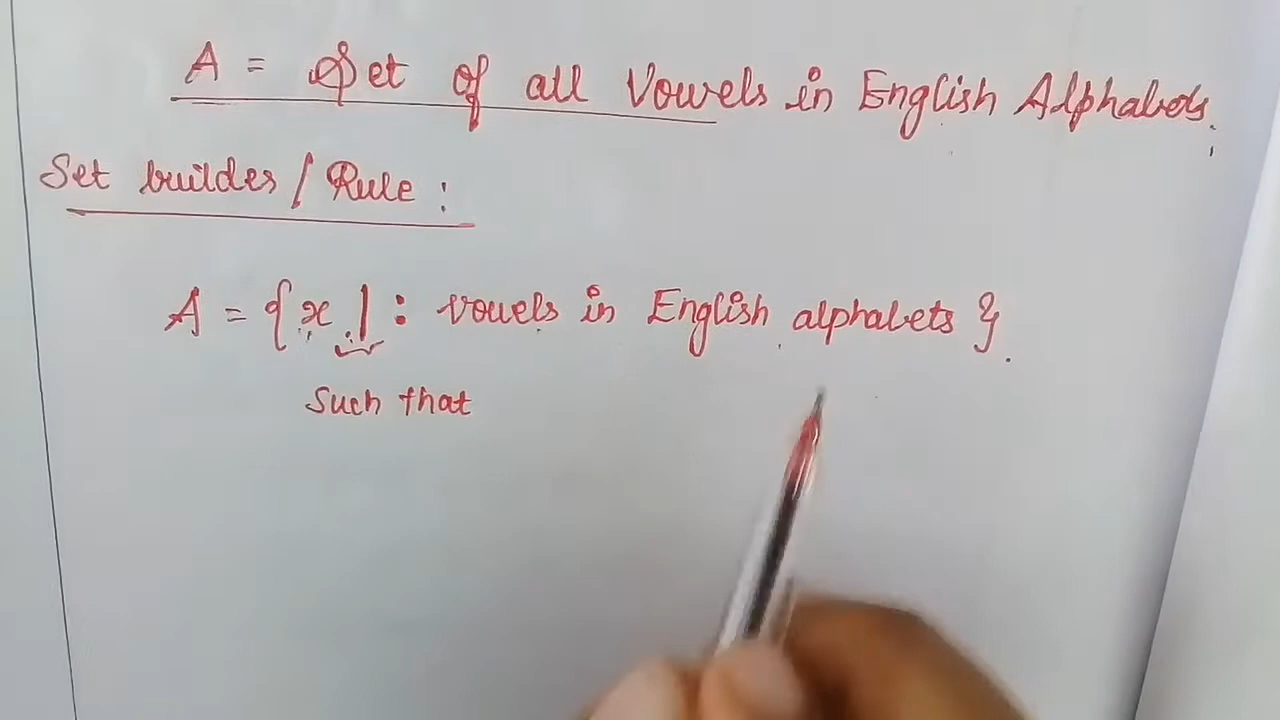 A = Set of all Vowels in English Alphabets.
Set builder / Rule :
A = { x | : vowels in English alphabets }.
Such that